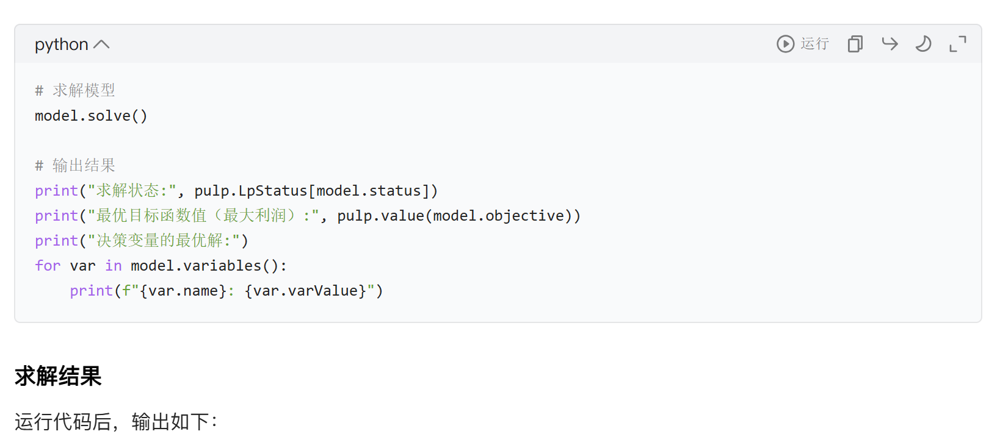 python
运行
# 求解模型
model.solve()
# 输出结果
print("求解状态:", pulp.LpStatus[model.status])
print("最优目标函数值（最大利润）:", pulp.value(model.objective))
print("决策变量的最优解:")
for var in model.variables():
    print(f"{var.name}: {var.varValue}")
求解结果
运行代码后，输出如下：